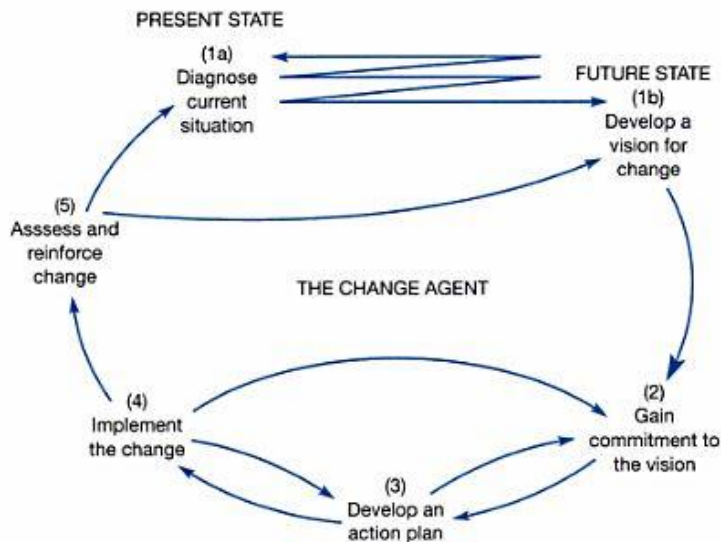 PRESENT STATE
(1a)
Diagnose
current
situation
FUTURE STATE
(1b)
Develop a
vision for
change
(5)
Asssess and
reinforce
change
THE CHANGE AGENT
(4)
Implement
the change
(2)
Gain
commitment to
the vision
(3)
Develop an
action plan